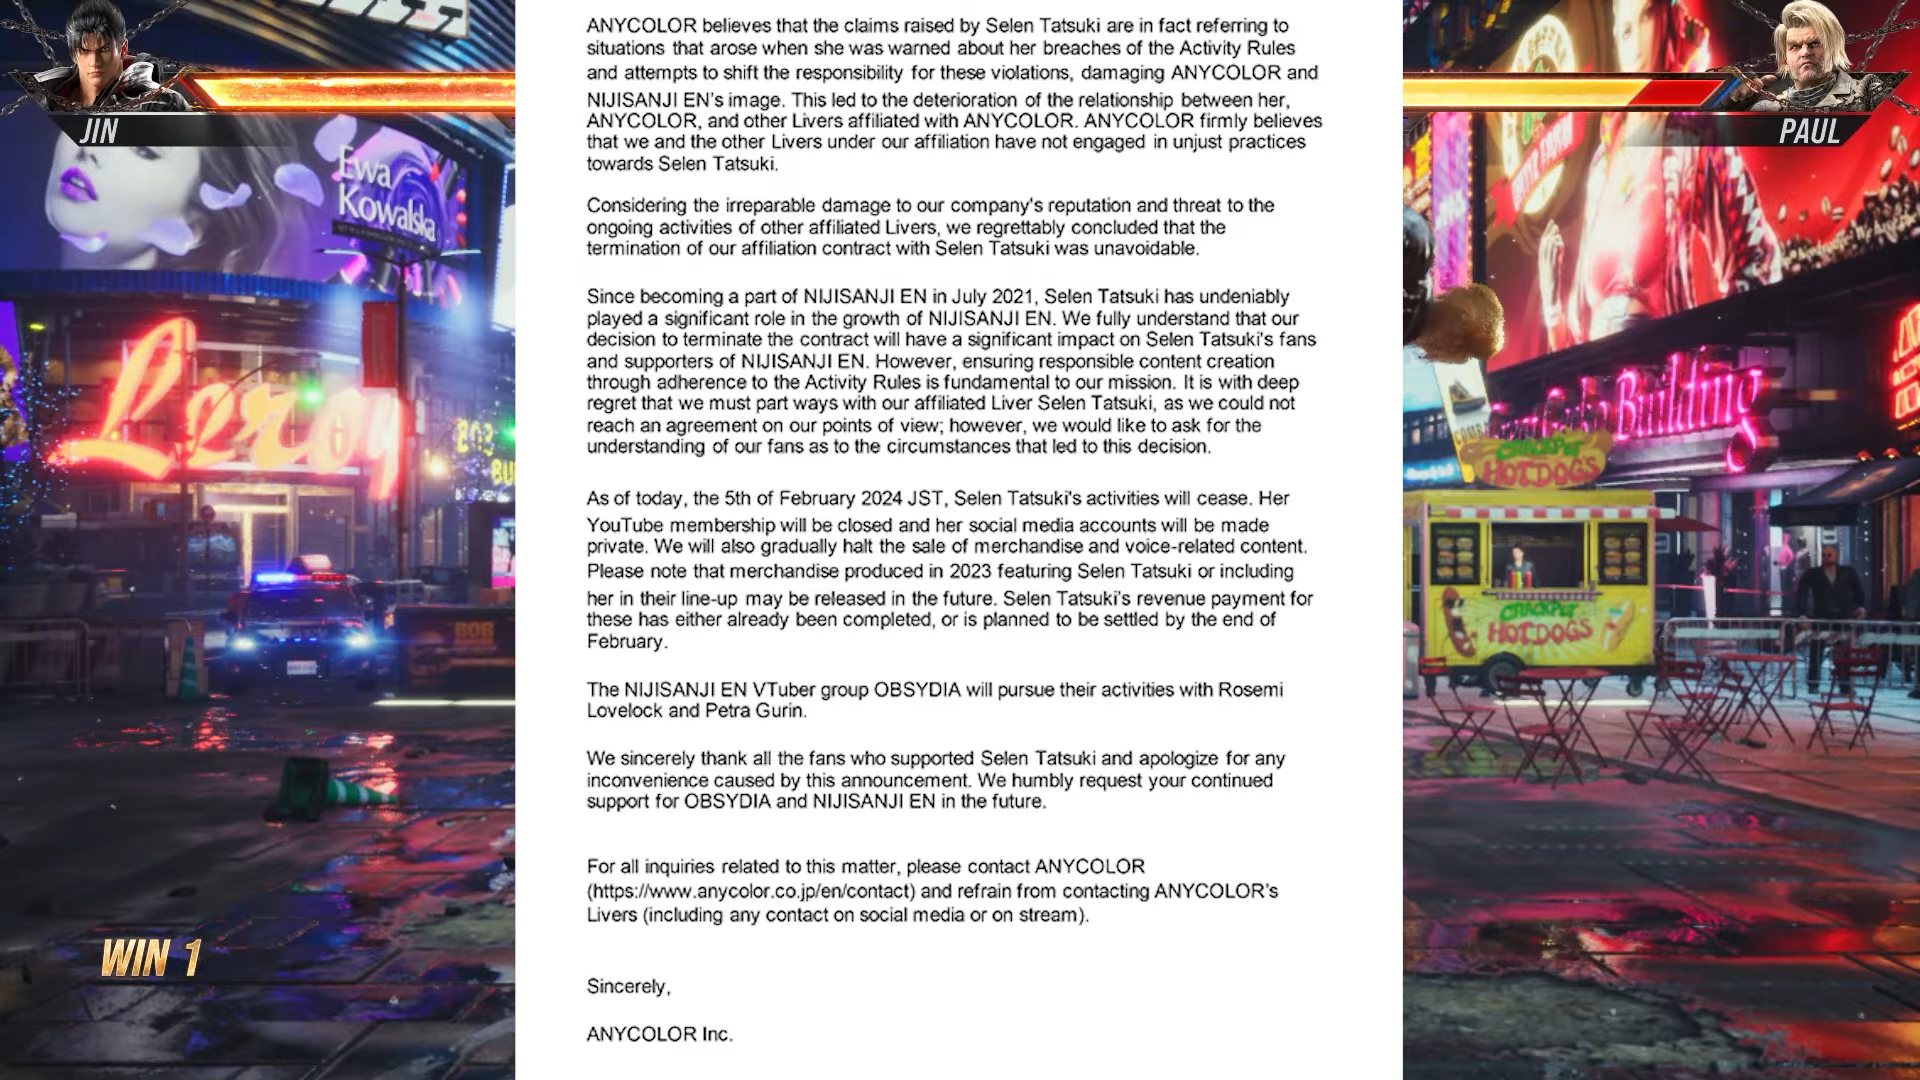 JIN
PAUL
Ewa
Kowalska
Leroy
BOB
WIN 1
ANYCOLOR believes that the claims raised by Selen Tatsuki are in fact referring to
situations that arose when she was warned about her breaches of the Activity Rules
and attempts to shift the responsibility for these violations, damaging ANYCOLOR and
NIJISANJI EN's image. This led to the deterioration of the relationship between her,
ANYCOLOR, and other Livers affiliated with ANYCOLOR. ANYCOLOR firmly believes
that we and the other Livers under our affiliation have not engaged in unjust practices
towards Selen Tatsuki.
Considering the irreparable damage to our company's reputation and threat to the
ongoing activities of other affiliated Livers, we regrettably concluded that the
termination of our affiliation contract with Selen Tatsuki was unavoidable.
Since becoming a part of NIJISANJI EN in July 2021, Selen Tatsuki has undeniably
played a significant role in the growth of NIJISANJI EN. We fully understand that our
decision to terminate the contract will have a significant impact on Selen Tatsuki's fans
and supporters of NIJISANJI EN. However, ensuring responsible content creation
through adherence to the Activity Rules is fundamental to our mission. It is with deep
regret that we must part ways with our affiliated Liver Selen Tatsuki, as we could not
reach an agreement on our points of view; however, we would like to ask for the
understanding of our fans as to the circumstances that led to this decision.
As of today, the 5th of February 2024 JST, Selen Tatsuki's activities will cease. Her
YouTube membership will be closed and her social media accounts will be made
private. We will also gradually halt the sale of merchandise and voice-related content.
Please note that merchandise produced in 2023 featuring Selen Tatsuki or including
her in their line-up may be released in the future. Selen Tatsuki's revenue payment for
these has either already been completed, or is planned to be settled by the end of
February.
The NIJISANJI EN VTuber group OBSYDIA will pursue their activities with Rosemi
Lovelock and Petra Gurin.
We sincerely thank all the fans who supported Selen Tatsuki and apologize for any
inconvenience caused by this announcement. We humbly request your continued
support for OBSYDIA and NIJISANJI EN in the future.
For all inquiries related to this matter, please contact ANYCOLOR
(https://www.anycolor.co.jp/en/contact) and refrain from contacting ANYCOLOR's
Livers (including any contact on social media or on stream).
Sincerely,
ANYCOLOR Inc.
Building
CRACKPOT
HOTDOGS
CRACKPOT
HOTDOGS